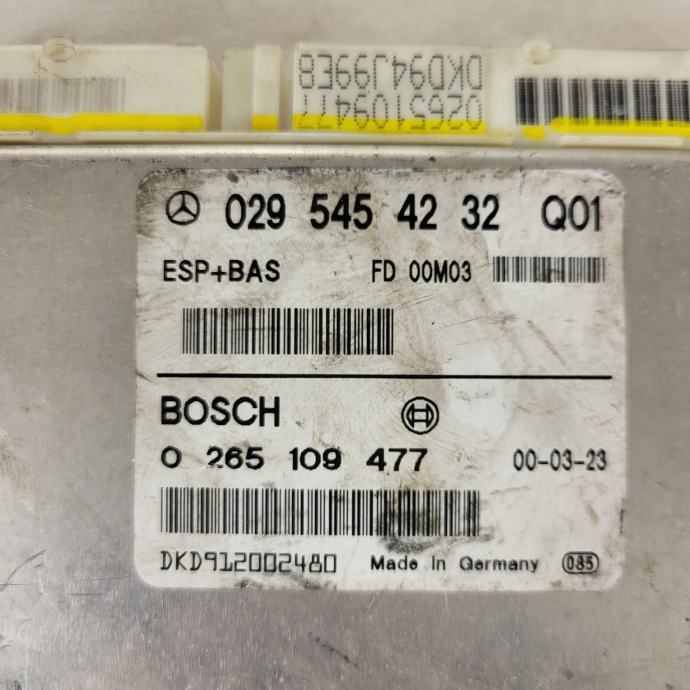 DKD94J99E8
0265109477
029 545 42 32 Q01
ESP+BAS FD 00M03
BOSCH
0 265 109 477 00-03-23
DKD912002480 Made in Germany 085